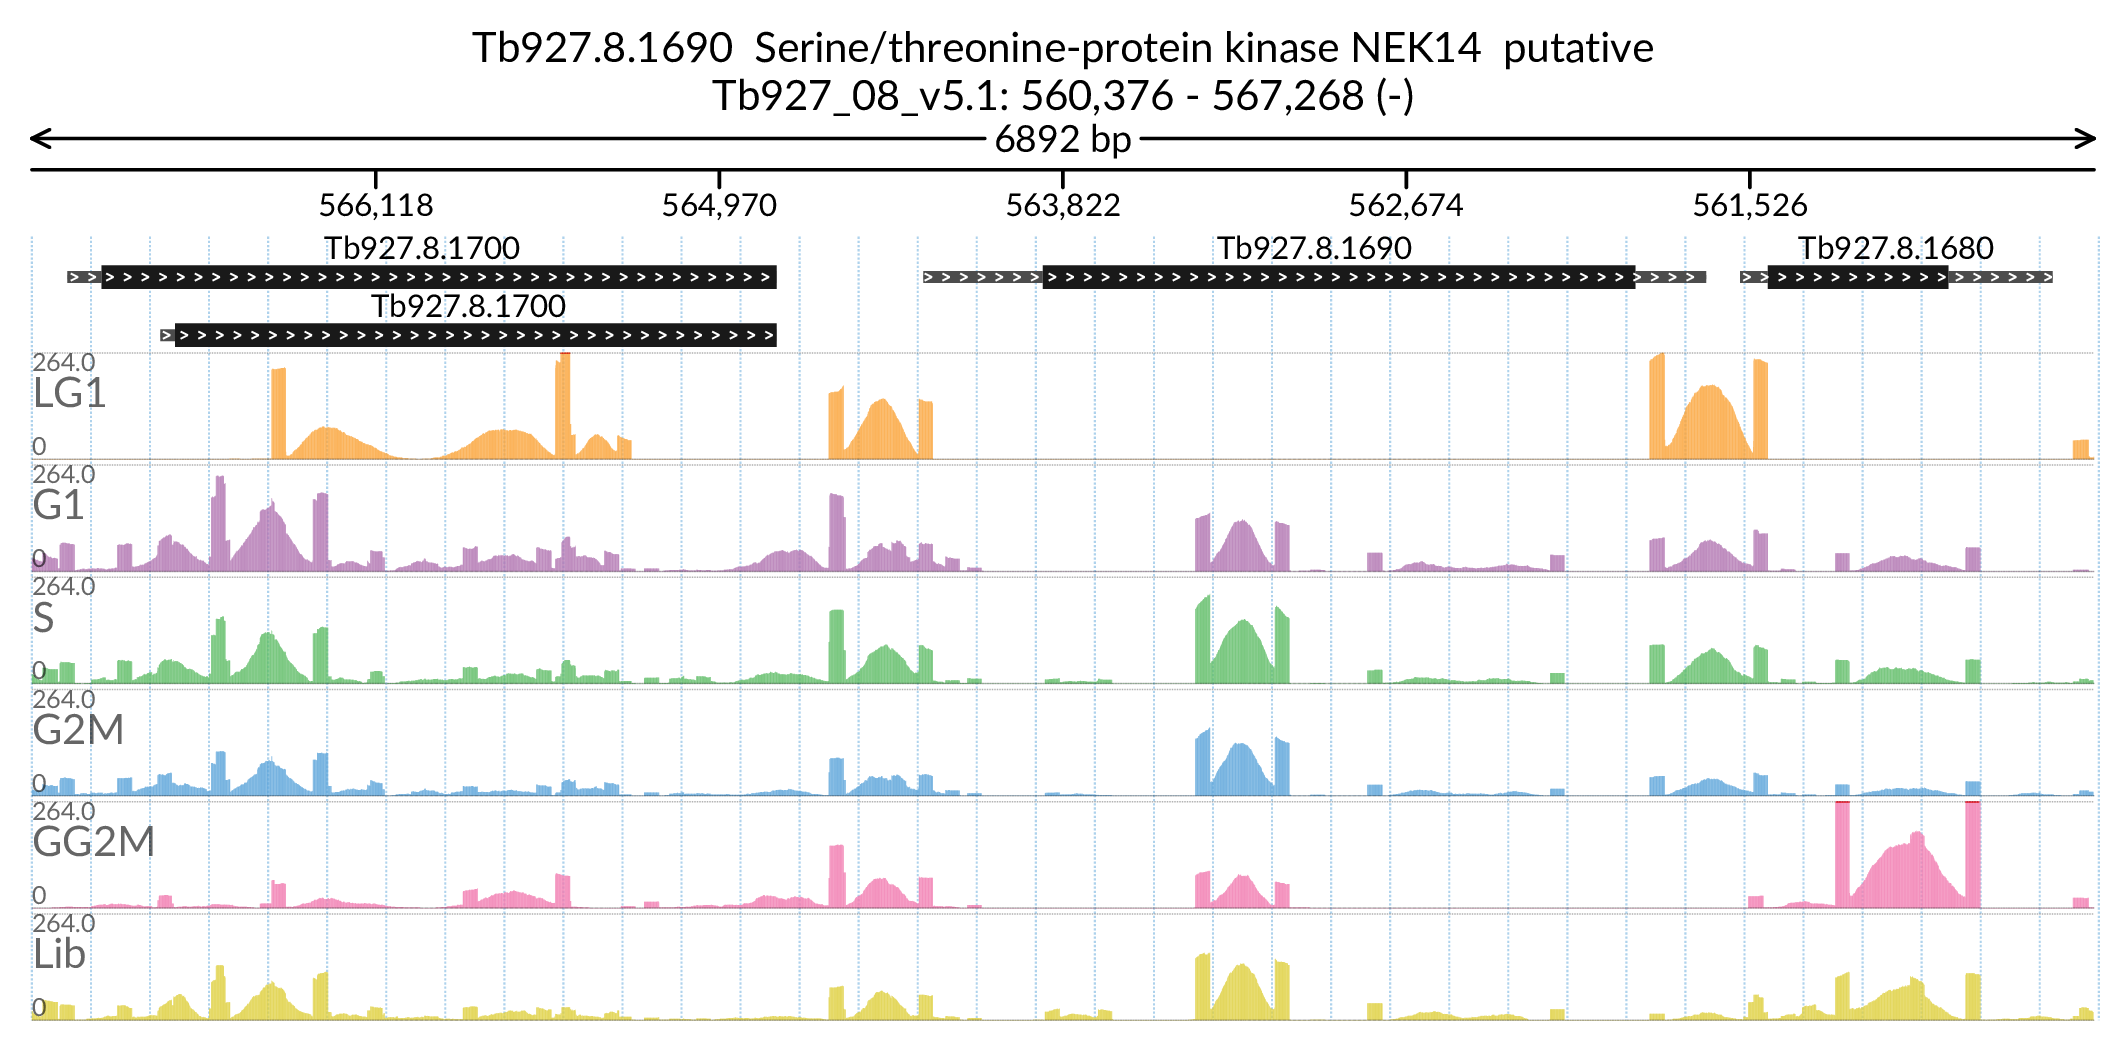 Tb927.8.1690  Serine/threonine-protein kinase NEK14  putative
Tb927_08_v5.1: 560,376 - 567,268 (-)
6892 bp
566,118 564,970 563,822 562,674 561,526
Tb927.8.1700 Tb927.8.1690 Tb927.8.1680
Tb927.8.1700
264.0
LG1
0
264.0
G1
0
264.0
S
0
264.0
G2M
0
264.0
GG2M
0
264.0
Lib
0